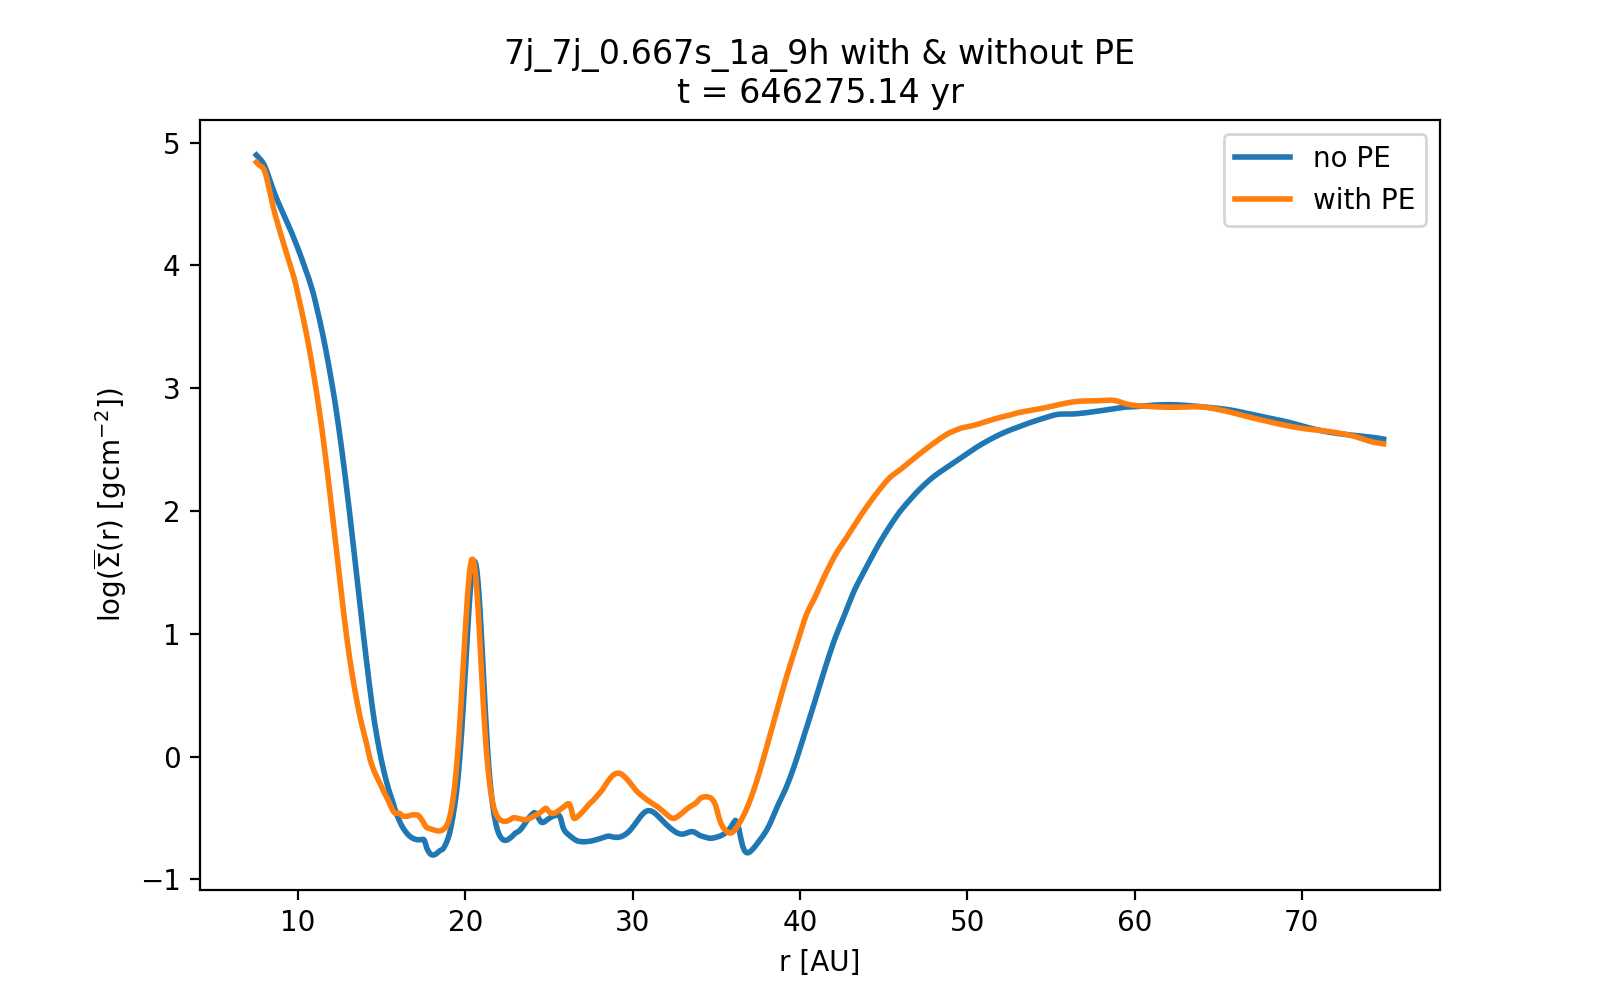 7j_7j_0.667s_1a_9h with & without PE
t = 646275.14 yr
no PE
with PE
5
4
3
2
1
0
−1
log(Σ̅(r) [gcm⁻²])
10 20 30 40 50 60 70
r [AU]